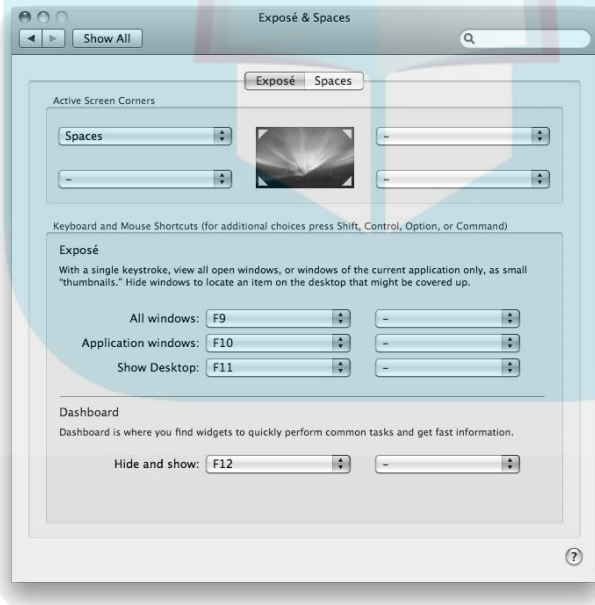 Exposé & Spaces
Show All
Exposé Spaces
Active Screen Corners
Spaces -
- -
Keyboard and Mouse Shortcuts (for additional choices press Shift, Control, Option, or Command)
Exposé
With a single keystroke, view all open windows, or windows of the current application only, as small
"thumbnails." Hide windows to locate an item on the desktop that might be covered up.
All windows: F9 -
Application windows: F10 -
Show Desktop: F11 -
Dashboard
Dashboard is where you find widgets to quickly perform common tasks and get fast information.
Hide and show: F12 -
?